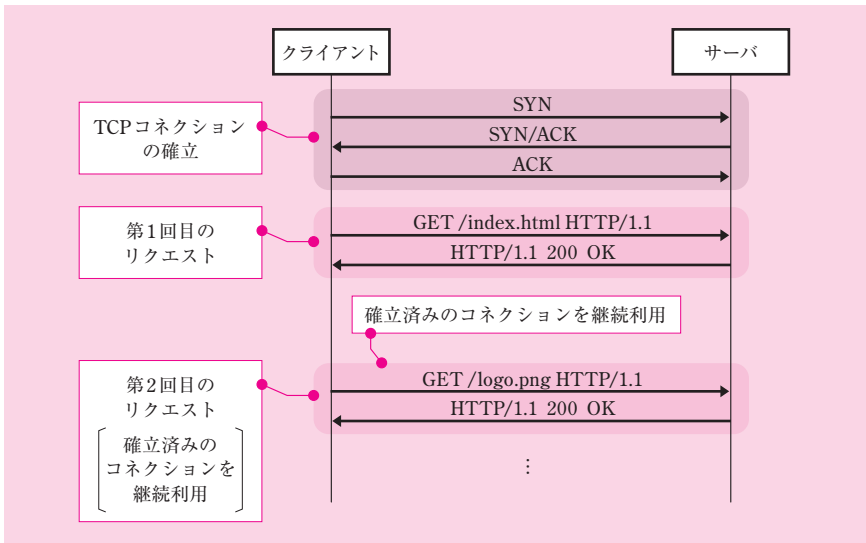 クライアント
サーバ
TCPコネクション
の確立
SYN
SYN/ACK
ACK
第1回目の
リクエスト
GET /index.html HTTP/1.1
HTTP/1.1 200 OK
確立済みのコネクションを継続利用
第2回目の
リクエスト
確立済みの
コネクションを
継続利用
GET /logo.png HTTP/1.1
HTTP/1.1 200 OK
⋮